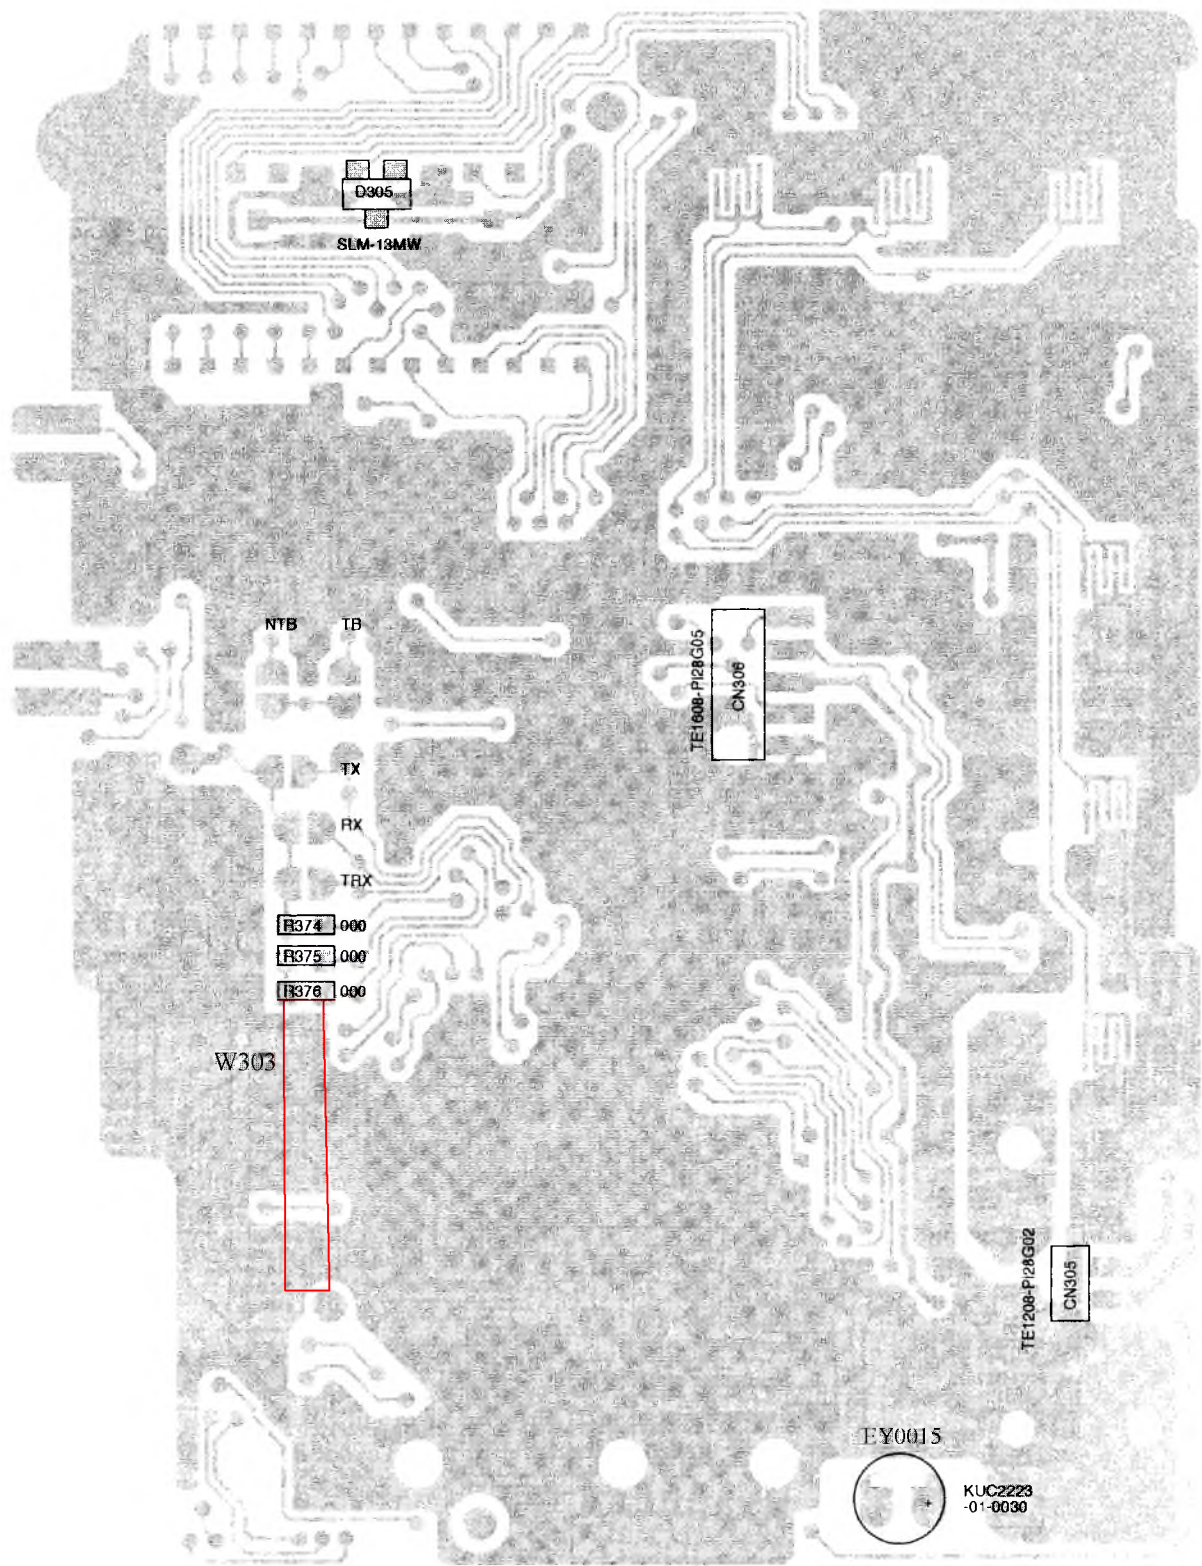 D305
SLM-13MW
NTB TB
TE1608-PI28G05
CN306
TX
RX
TRX
R374 000
R375 000
R376 000
W303
TE1208-PI28G02
CN305
EY0015
KUC2223
-01-0030
+